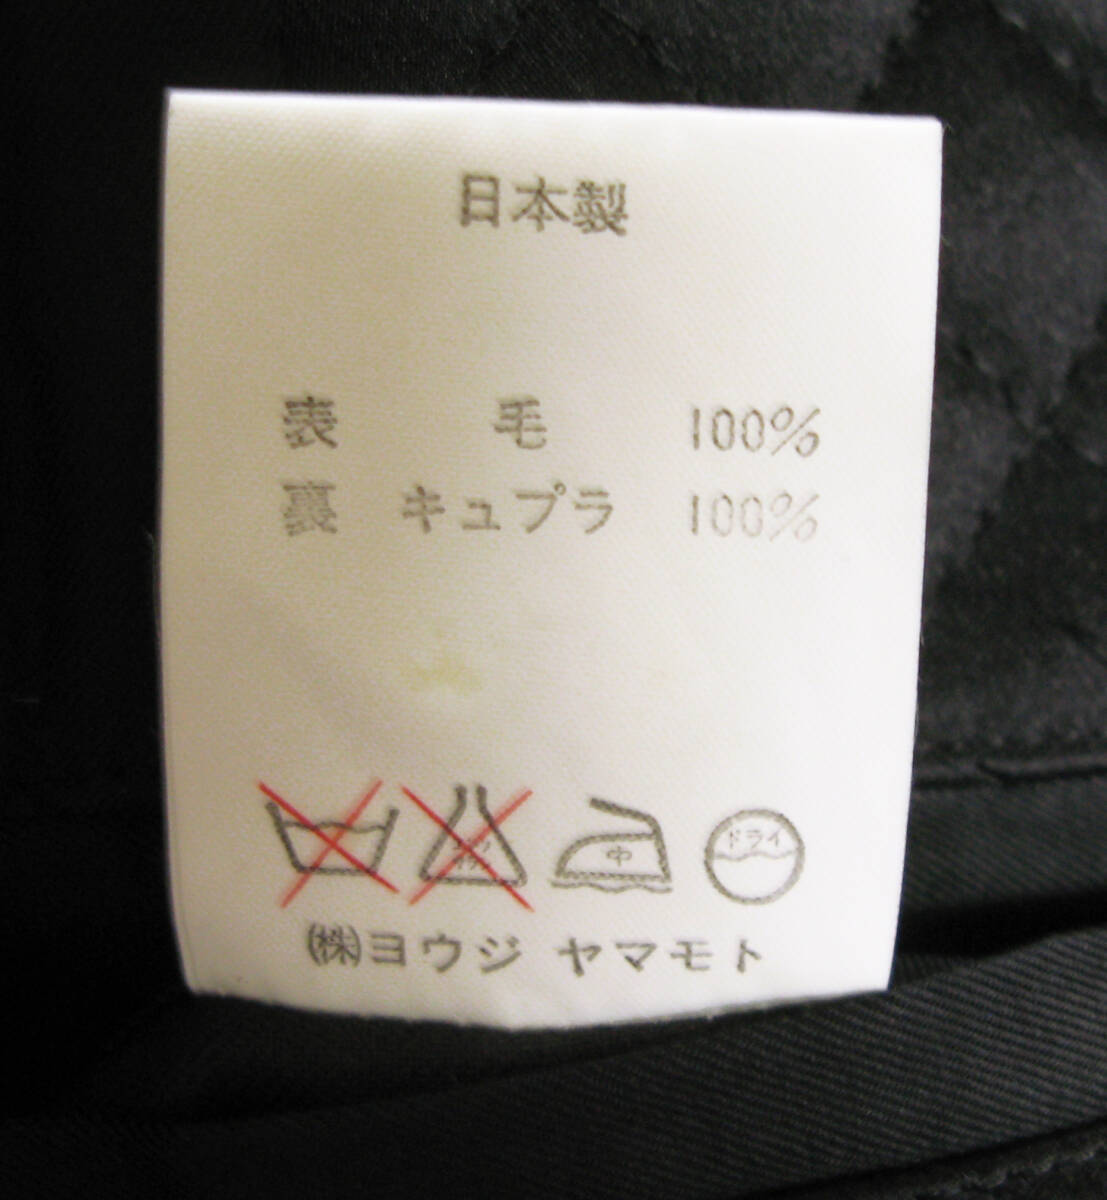 日本製
表 毛 100%
裏 キュプラ 100%
中
ドライ
㈱ヨウジ ヤマモト